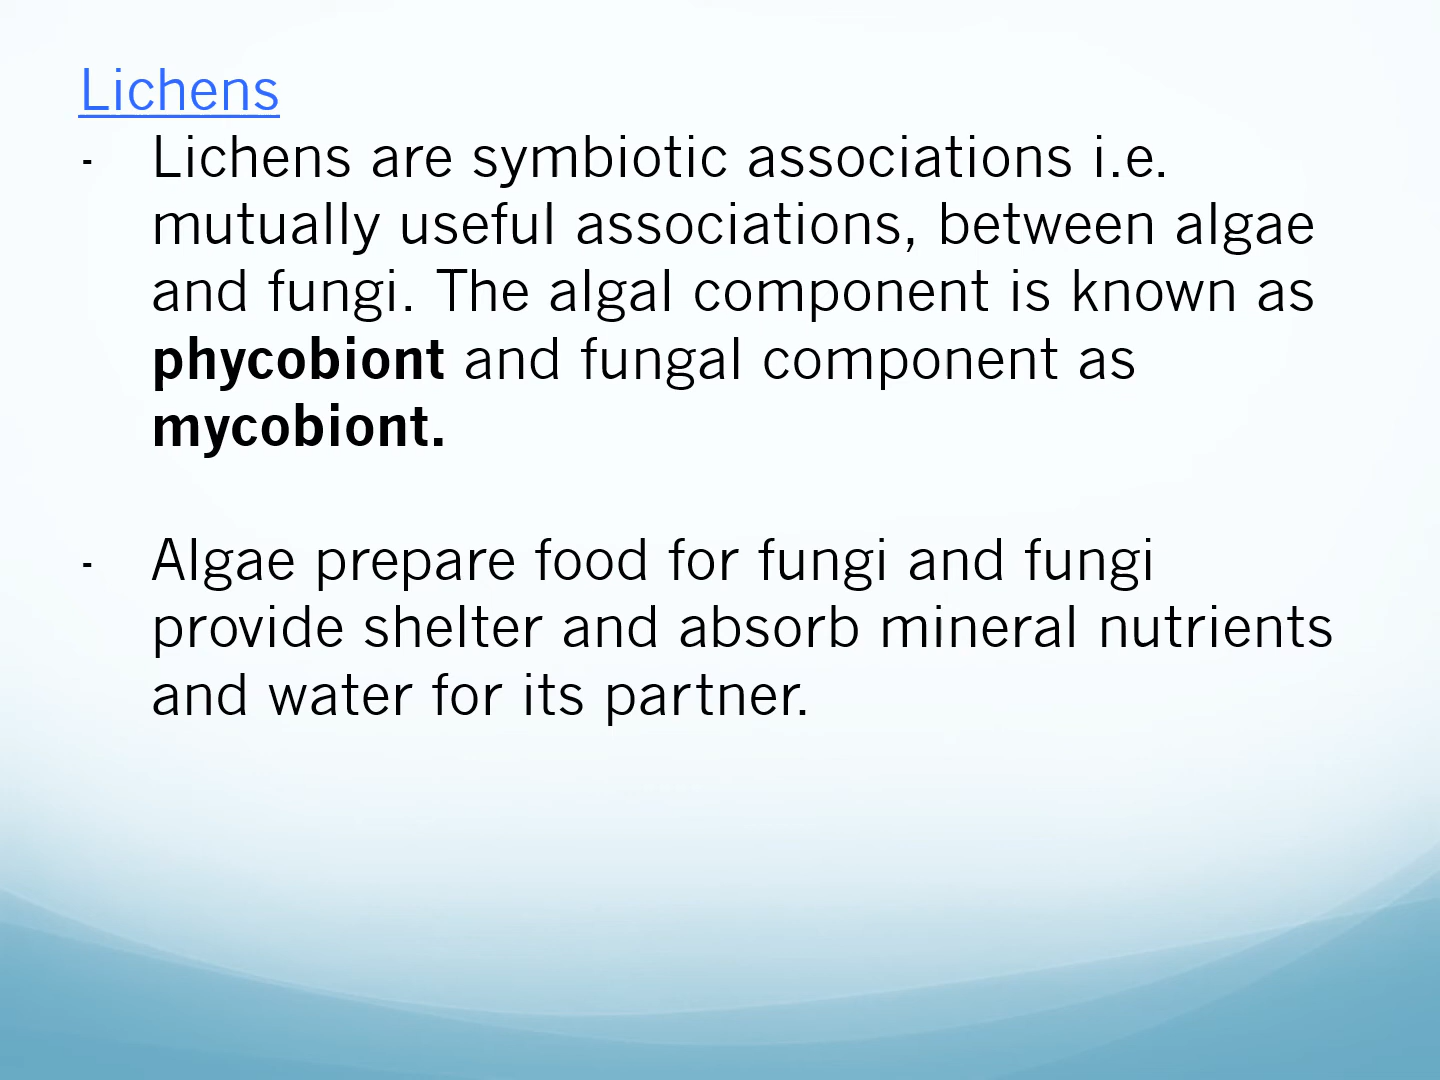 Lichens
- Lichens are symbiotic associations i.e.
mutually useful associations, between algae
and fungi. The algal component is known as
phycobiont and fungal component as
mycobiont.
- Algae prepare food for fungi and fungi
provide shelter and absorb mineral nutrients
and water for its partner.